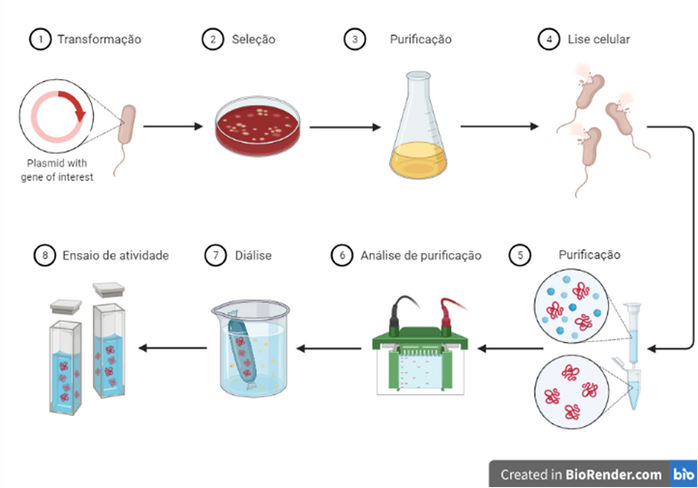 1 Transformação
2 Seleção
3 Purificação
4 Lise celular
Plasmid with
gene of interest
8 Ensaio de atividade
7 Diálise
6 Análise de purificação
5 Purificação
Created in BioRender.com bio